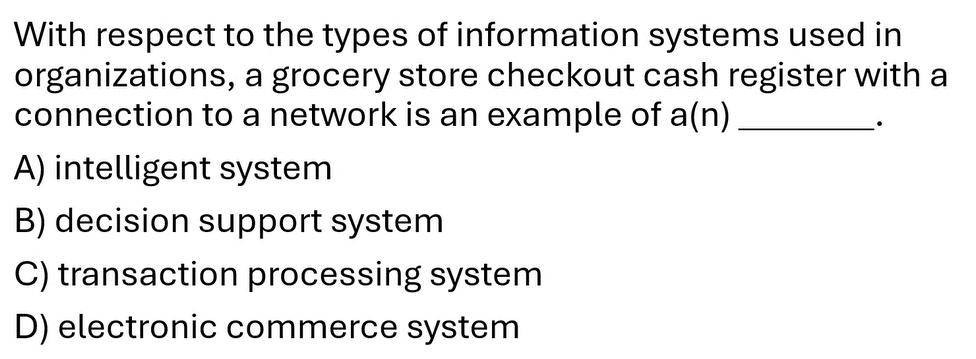 With respect to the types of information systems used in
organizations, a grocery store checkout cash register with a
connection to a network is an example of a(n) ________.
A) intelligent system
B) decision support system
C) transaction processing system
D) electronic commerce system